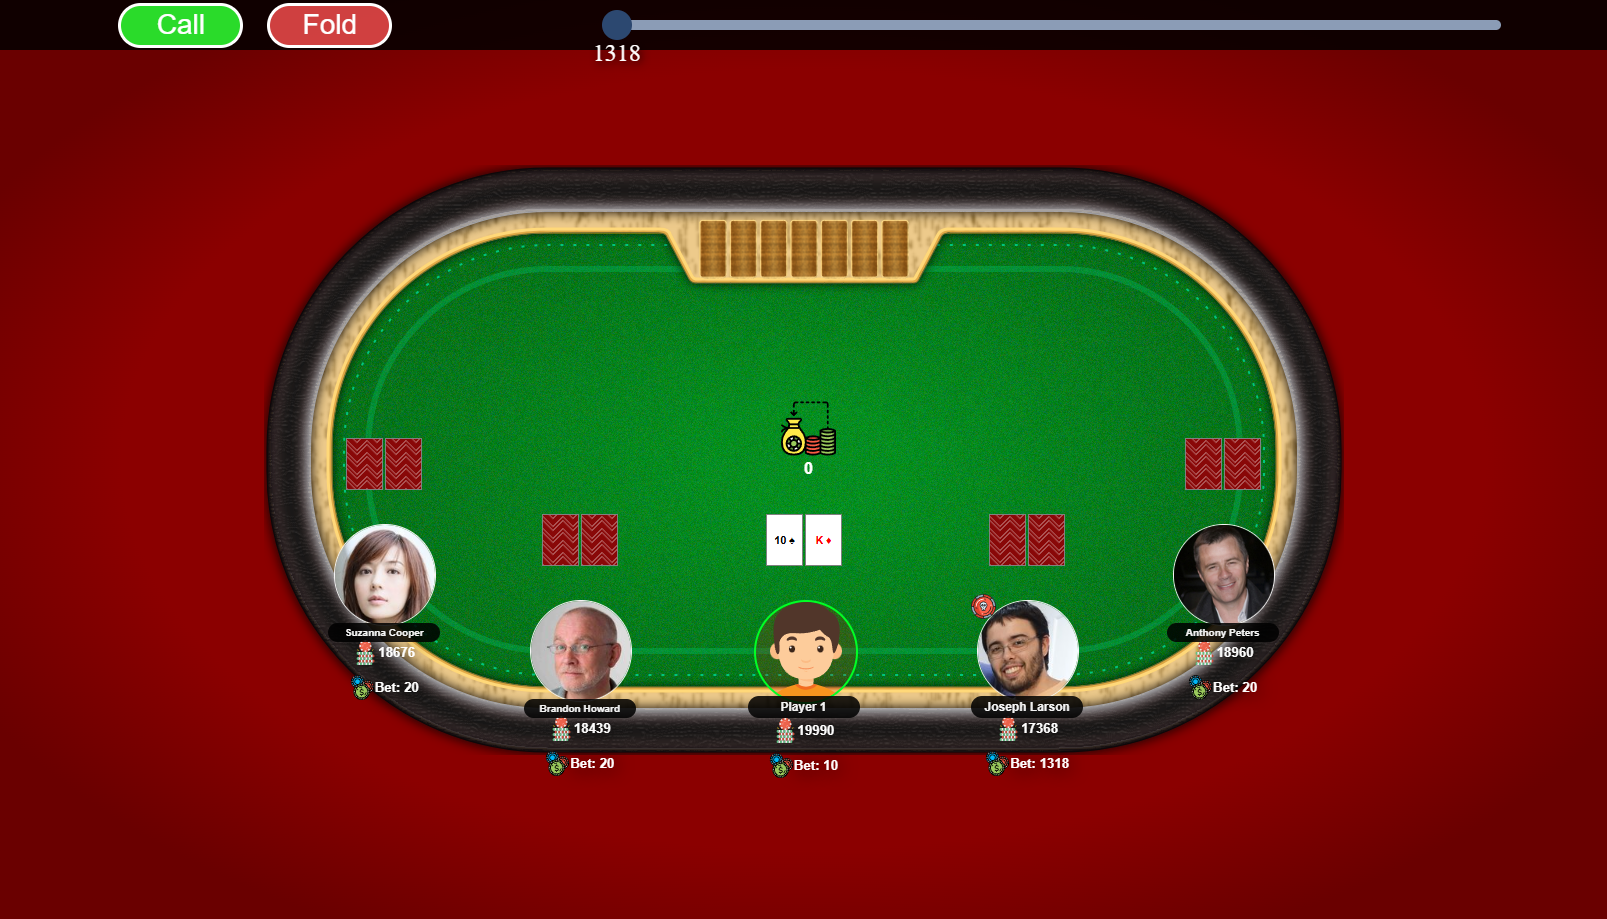 Call
Fold
1318
0
10 ♠
K ♦
Suzanna Cooper
18676
Bet: 20
Brandon Howard
18439
Bet: 20
Player 1
19990
Bet: 10
Joseph Larson
17368
Bet: 1318
Anthony Peters
18960
Bet: 20